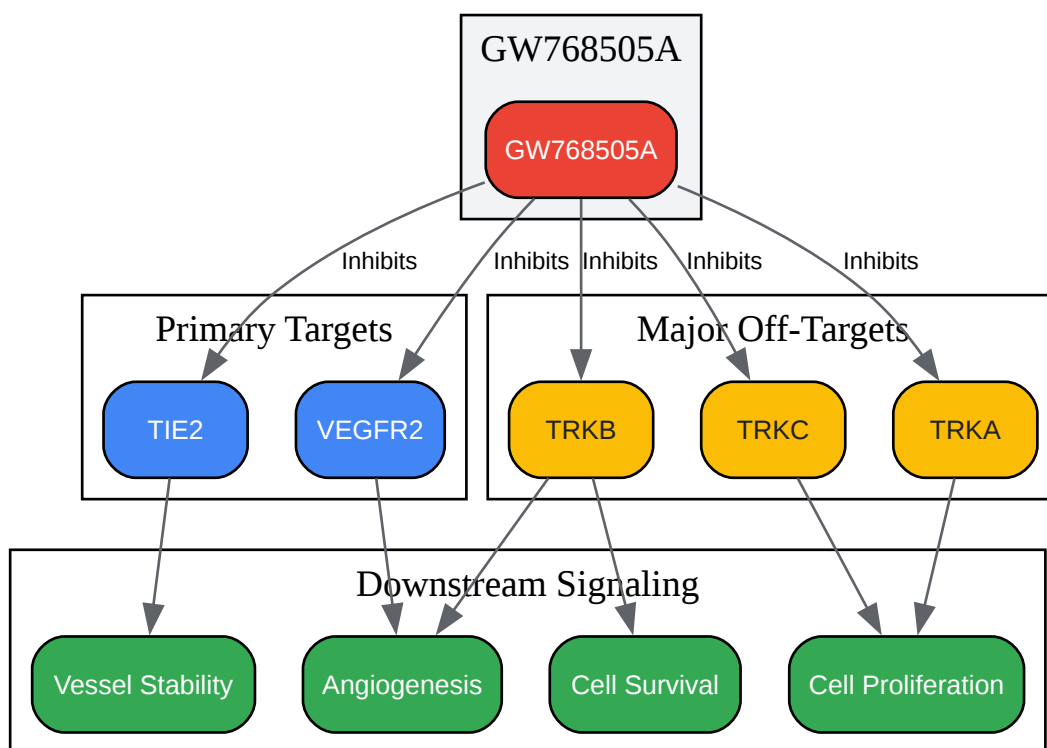 GW768505A
GW768505A
Inhibits
Inhibits
Inhibits
Inhibits
Inhibits
Primary Targets
Major Off-Targets
TIE2
VEGFR2
TRKB
TRKC
TRKA
Downstream Signaling
Vessel Stability
Angiogenesis
Cell Survival
Cell Proliferation